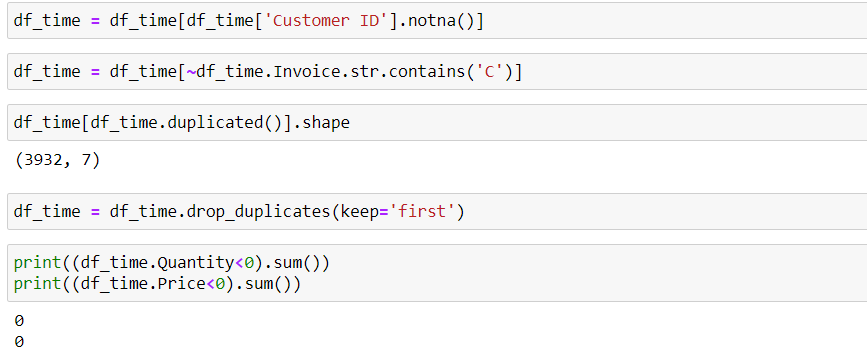 df_time = df_time[df_time['Customer ID'].notna()]
df_time = df_time[~df_time.Invoice.str.contains('C')]
df_time[df_time.duplicated()].shape
(3932, 7)
df_time = df_time.drop_duplicates(keep='first')
print((df_time.Quantity<0).sum())
print((df_time.Price<0).sum())
0
0